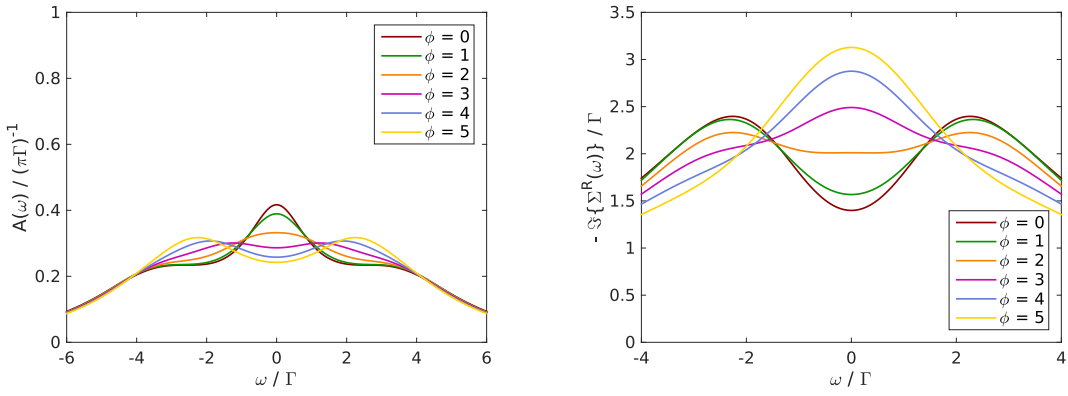 A(ω) / (πΓ)⁻¹
1
0.8
0.6
0.4
0.2
0
-6
-4
-2
0
2
4
6
ω / Γ
ϕ = 0
ϕ = 1
ϕ = 2
ϕ = 3
ϕ = 4
ϕ = 5
- ℑ{Σᴿ(ω)} / Γ
3.5
3
2.5
2
1.5
1
0.5
0
-4
-2
0
2
4
ω / Γ
ϕ = 0
ϕ = 1
ϕ = 2
ϕ = 3
ϕ = 4
ϕ = 5